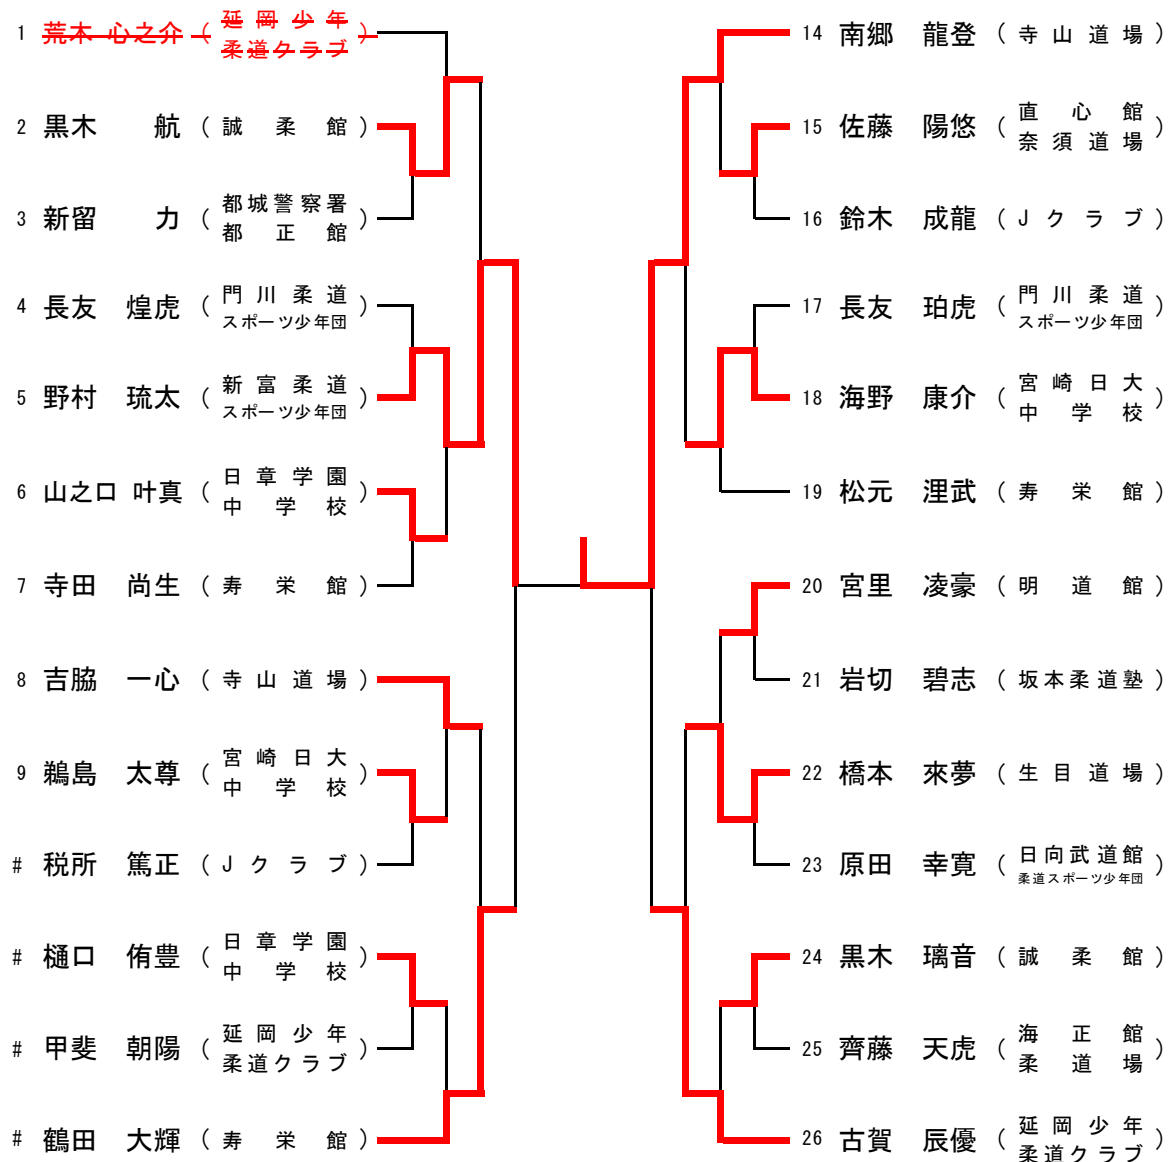 1 荒木 心之介 ( 延岡少年
柔道クラブ )
2 黒木 航 ( 誠柔館 )
3 新留 力 ( 都城警察署
都正館 )
4 長友 煌虎 ( 門川柔道
スポーツ少年団 )
5 野村 琉太 ( 新富柔道
スポーツ少年団 )
6 山之口 叶真 ( 日章学園
中学校 )
7 寺田 尚生 ( 寿栄館 )
8 吉脇 一心 ( 寺山道場 )
9 鵜島 太尊 ( 宮崎日大
中学校 )
# 税所 篤正 ( Jクラブ )
# 樋口 侑豊 ( 日章学園
中学校 )
# 甲斐 朝陽 ( 延岡少年
柔道クラブ )
# 鶴田 大輝 ( 寿栄館 )
14 南郷 龍登 ( 寺山道場 )
15 佐藤 陽悠 ( 直心館
奈須道場 )
16 鈴木 成龍 ( Jクラブ )
17 長友 珀虎 ( 門川柔道
スポーツ少年団 )
18 海野 康介 ( 宮崎日大
中学校 )
19 松元 浬武 ( 寿栄館 )
20 宮里 凌豪 ( 明道館 )
21 岩切 碧志 ( 坂本柔道塾 )
22 橋本 來夢 ( 生目道場 )
23 原田 幸寛 ( 日向武道館
柔道スポーツ少年団 )
24 黒木 璃音 ( 誠柔館 )
25 齊藤 天虎 ( 海正館
柔道場 )
26 古賀 辰優 ( 延岡少年
柔道クラブ )